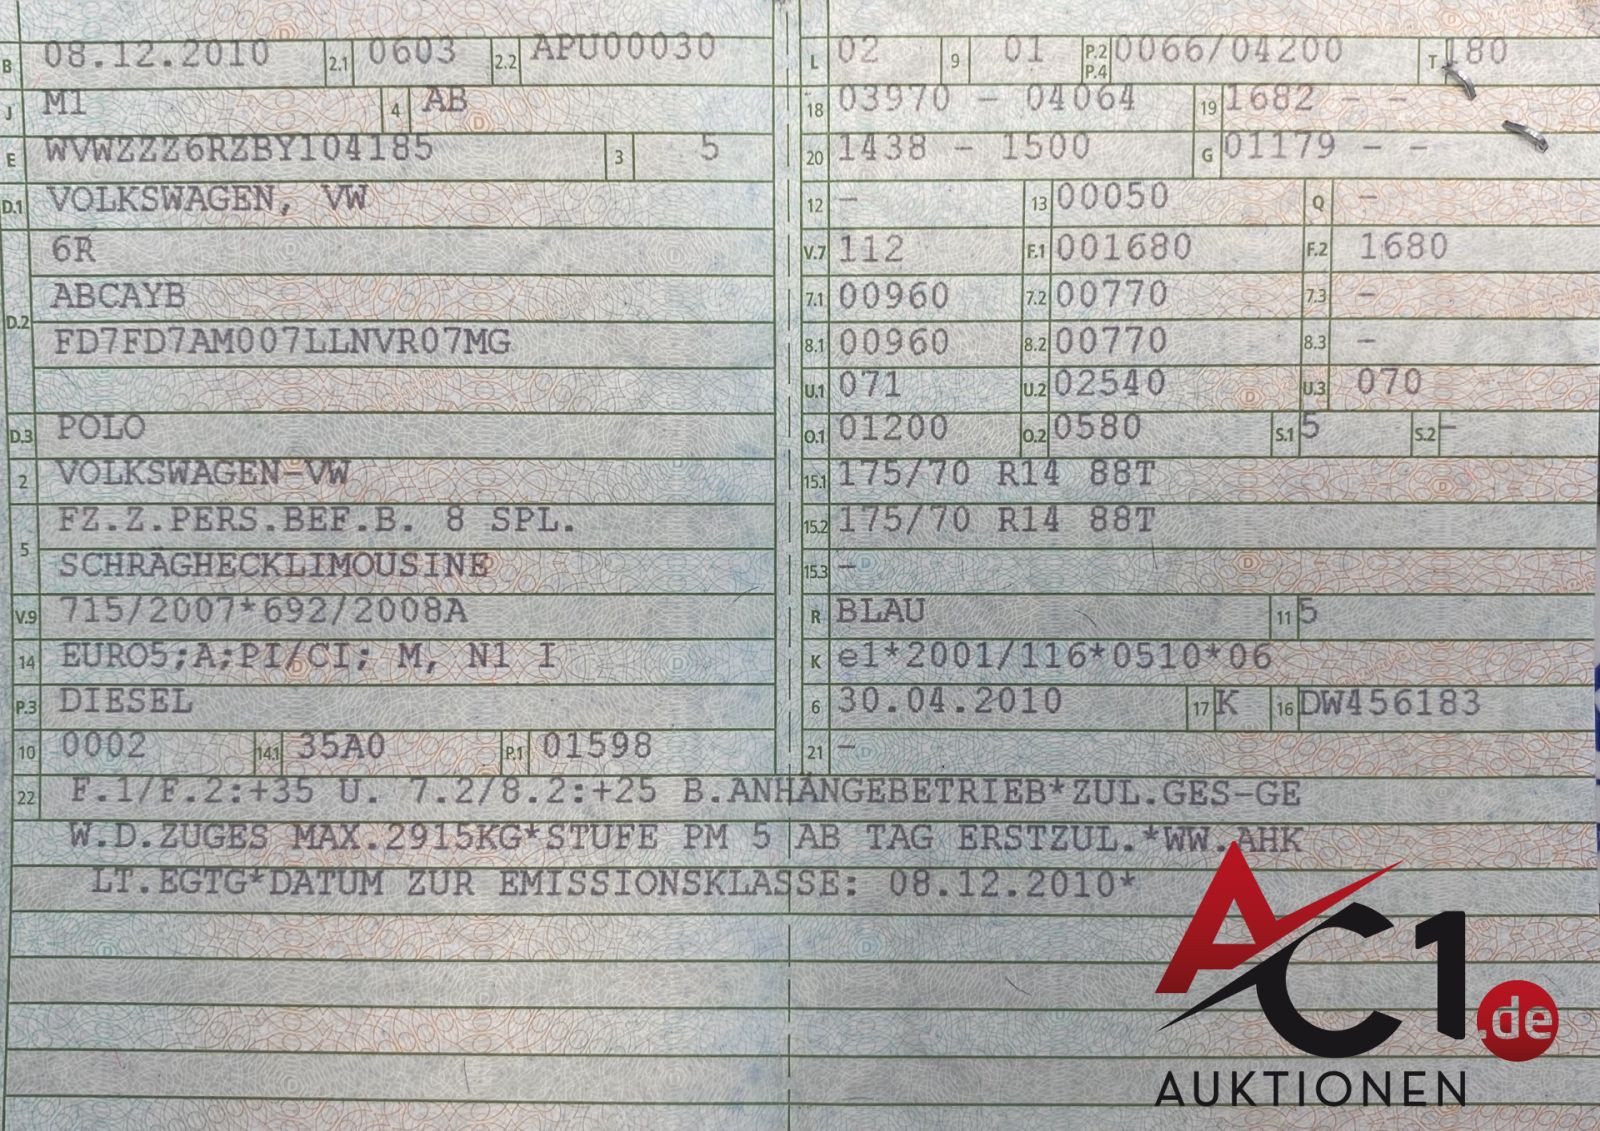 B 08.12.2010 2.1 0603 2.2 APU00030
J M1 4 AB
E WVWZZZ6RZBY104185 3 5
D.1 VOLKSWAGEN, VW
6R
D.2 ABCAYB
FD7FD7AM007LLNVR07MG
D.3 POLO
2 VOLKSWAGEN-VW
5 FZ.Z.PERS.BEF.B. 8 SPL.
SCHRÄGHECKLIMOUSINE
V.9 715/2007*692/2008A
14 EURO5;A;PI/CI; M, N1 I
P.3 DIESEL
10 0002 14.1 35A0 P.1 01598
L 02 9 01 P.2 P.4 0066/04200 T 180
18 03970 - 04064 19 1682 - -
20 1438 - 1500 G 01179 - -
12 - 13 00050 Q -
V.7 112 F.1 001680 F.2 1680
7.1 00960 7.2 00770 7.3 -
8.1 00960 8.2 00770 8.3 -
U.1 071 U.2 02540 U.3 070
O.1 01200 O.2 0580 S.1 5 S.2 -
15.1 175/70 R14 88T
15.2 175/70 R14 88T
15.3 -
R BLAU 11 5
K e1*2001/116*0510*06
6 30.04.2010 17 K 16 DW456183
21 -
22 F.1/F.2:+35 U. 7.2/8.2:+25 B.ANHÄNGEBETRIEB*ZUL.GES-GE
W.D.ZUGES MAX.2915KG*STUFE PM 5 AB TAG ERSTZUL.*WW.AHK
LT.EGTG*DATUM ZUR EMISSIONSKLASSE: 08.12.2010*
AC1.de
AUKTIONEN